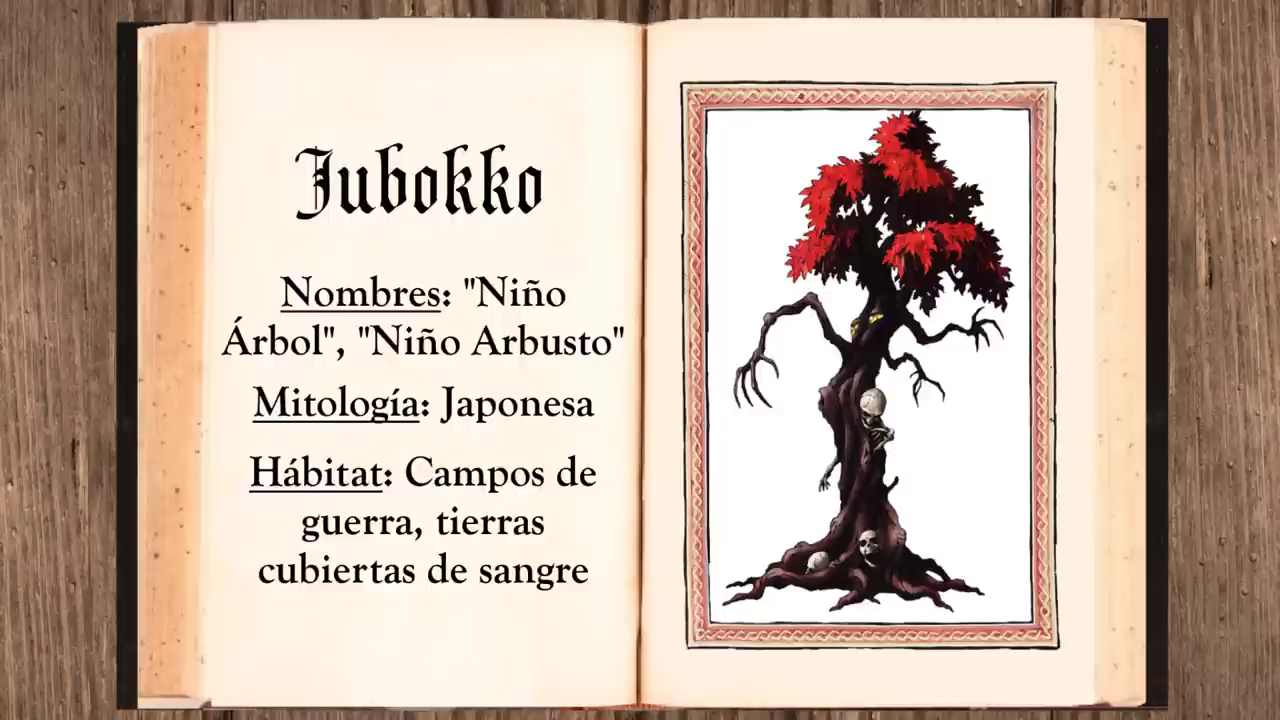 Jubokko
Nombres: "Niño
Árbol", "Niño Arbusto"
Mitología: Japonesa
Hábitat: Campos de
guerra, tierras
cubiertas de sangre